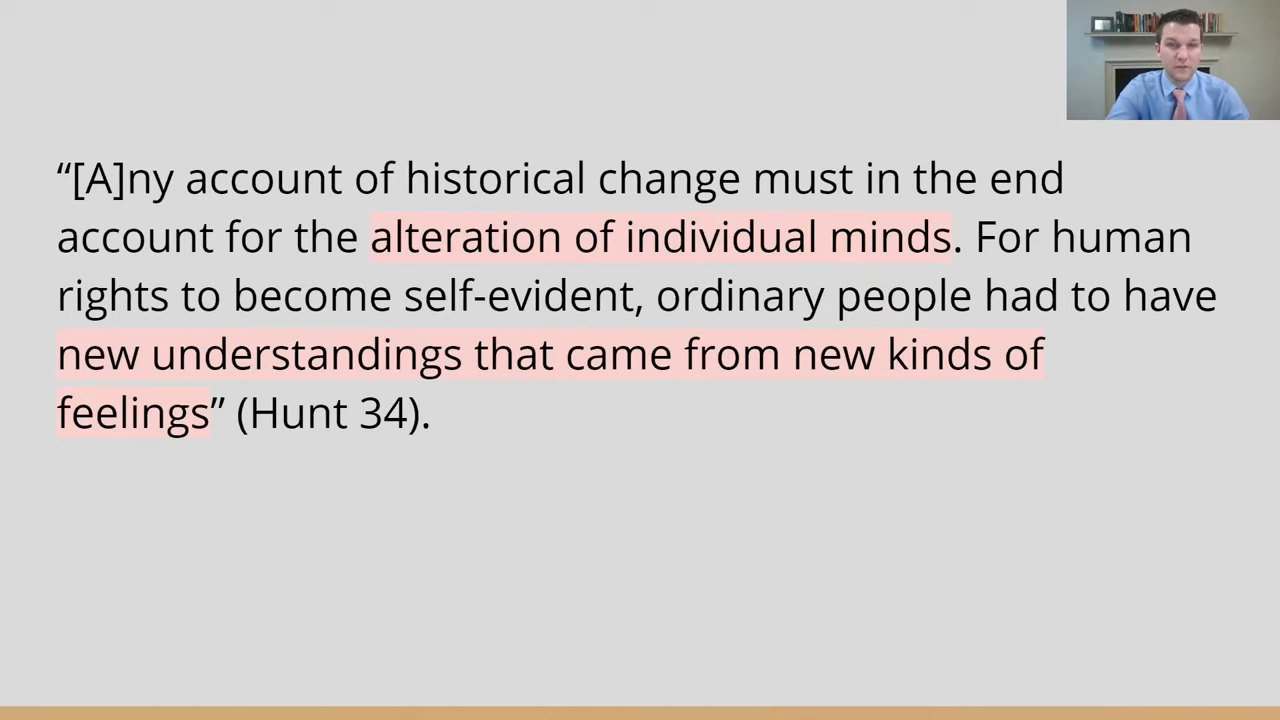 “[A]ny account of historical change must in the end
account for the alteration of individual minds. For human
rights to become self-evident, ordinary people had to have
new understandings that came from new kinds of
feelings” (Hunt 34).